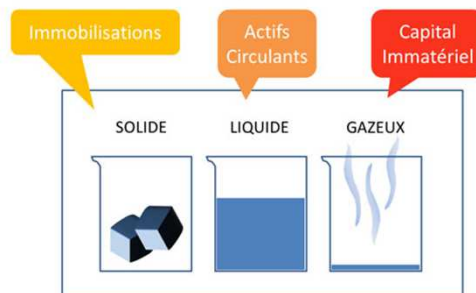 Immobilisations
Actifs
Circulants
Capital
Immatériel
SOLIDE
LIQUIDE
GAZEUX